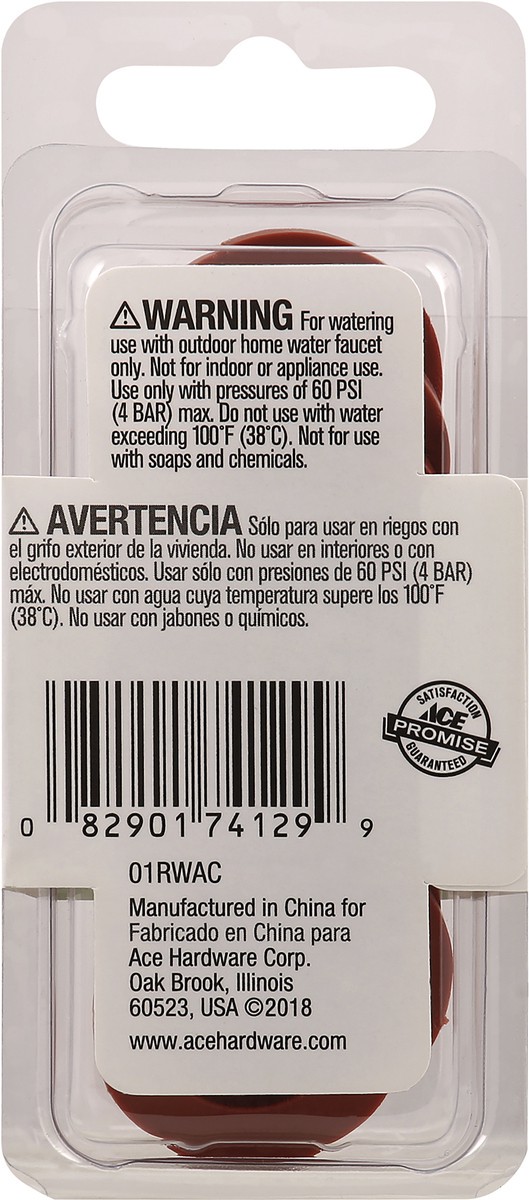 ⚠WARNING For watering
use with outdoor home water faucet
only. Not for indoor or appliance use.
Use only with pressures of 60 PSI
(4 BAR) max. Do not use with water
exceeding 100°F (38°C). Not for use
with soaps and chemicals.
⚠ AVERTENCIA Sólo para usar en riegos con
el grifo exterior de la vivienda. No usar en interiores o con
electrodomésticos. Usar sólo con presiones de 60 PSI (4 BAR)
máx. No usar con agua cuya temperatura supere los 100°F
(38°C). No usar con jabones o químicos.
SATISFACTION
ACE
PROMISE
GUARANTEED
0 82901 74129 9
01RWAC
Manufactured in China for
Fabricado en China para
Ace Hardware Corp.
Oak Brook, Illinois
60523, USA ©2018
www.acehardware.com